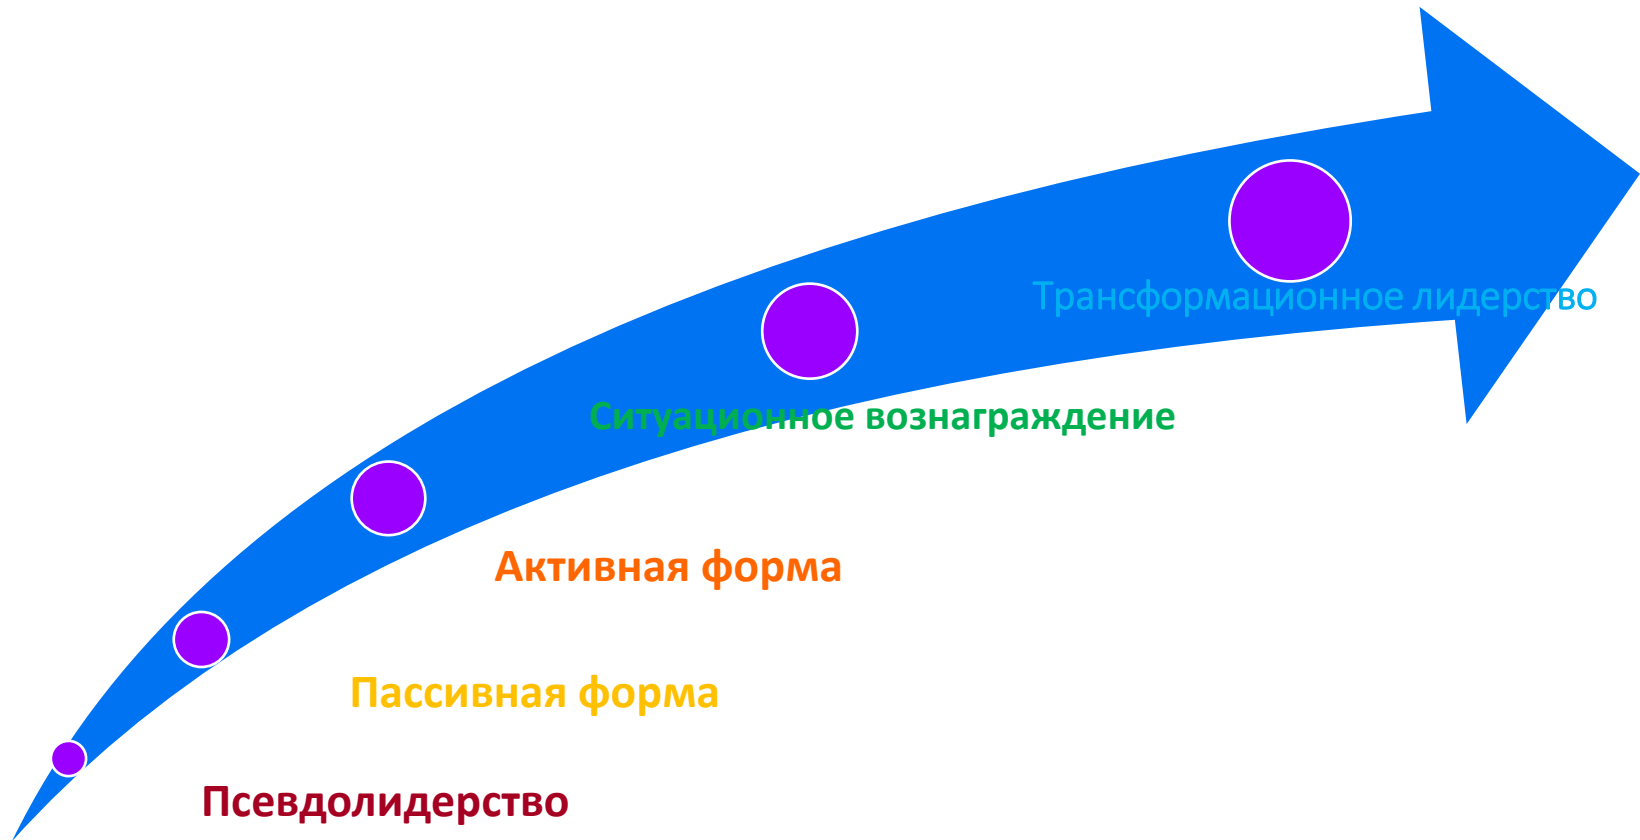 Трансформационное лидерство
Ситуационное вознаграждение
Активная форма
Пассивная форма
Псевдолидерство